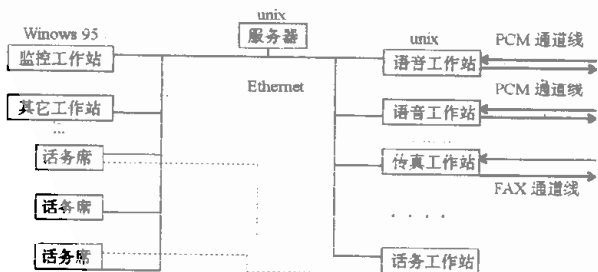 unix
Winows 95
服务器
unix
PCM 通道线
监控工作站
语音工作站
Ethernet
PCM 通道线
其它工作站
语音工作站
...
......
话务席
传真工作站
FAX 通道线
话务席
. . . .
话务席
话务工作站